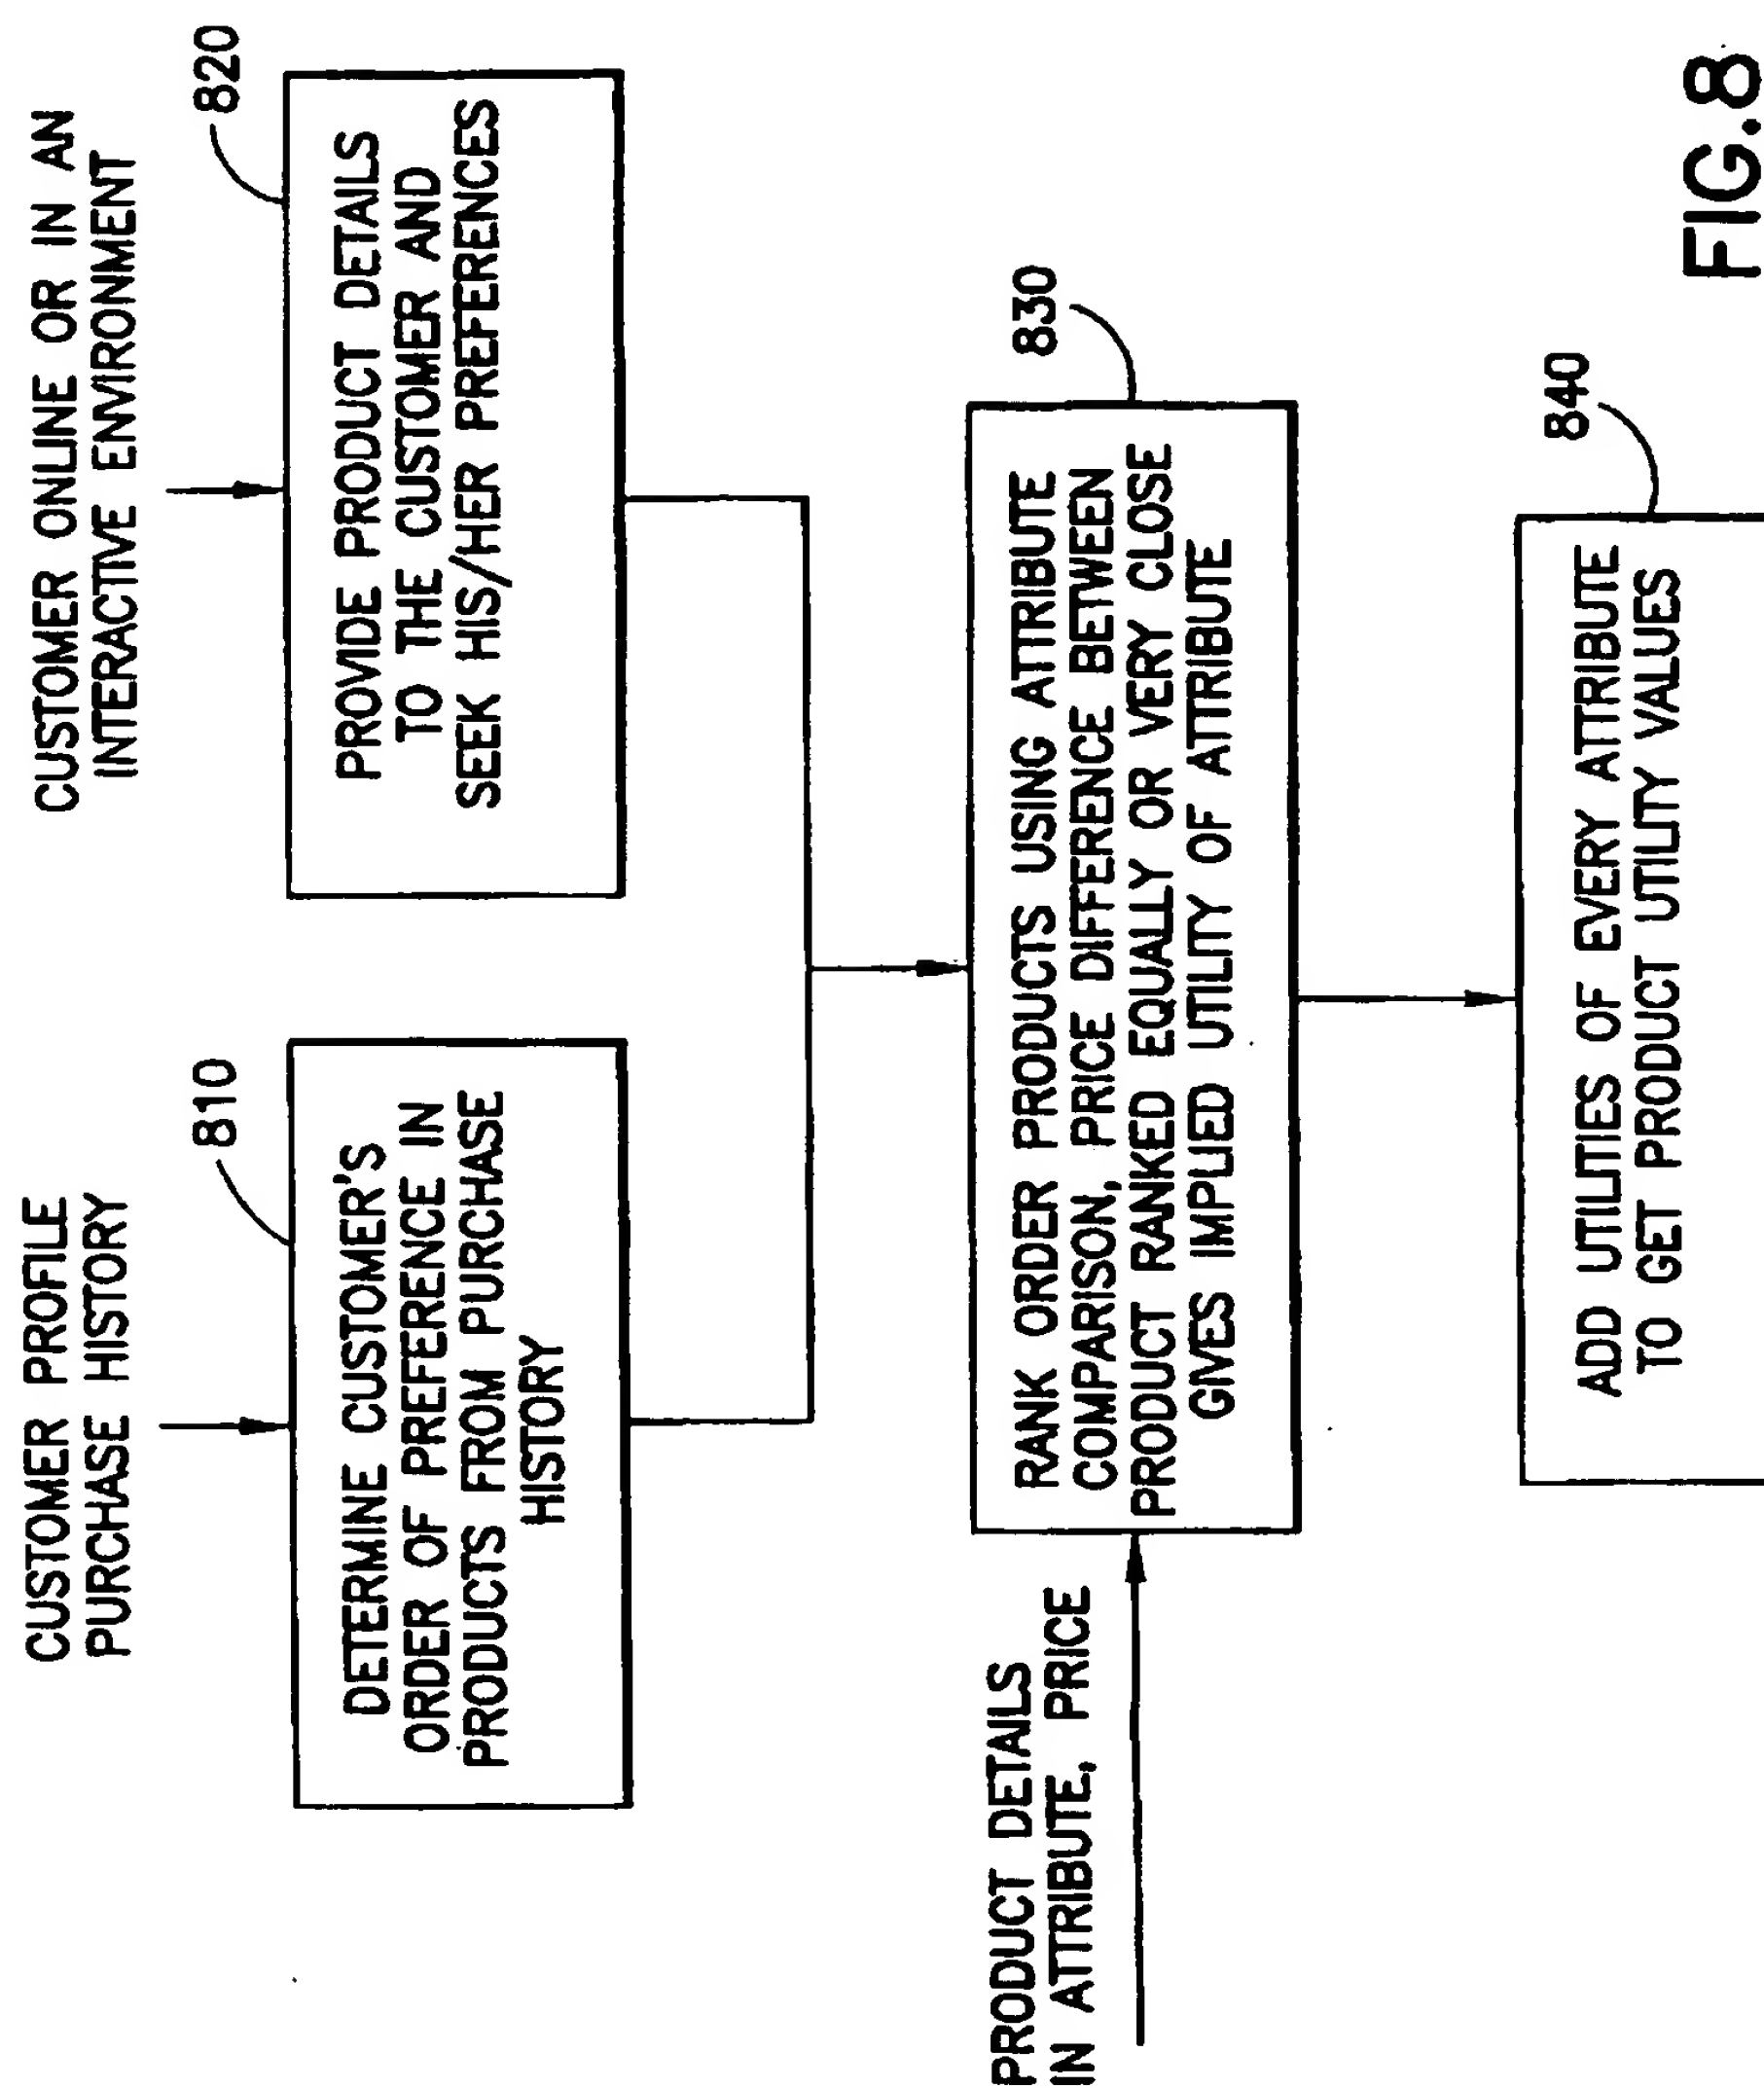 CUSTOMER PROFILE
PURCHASE HISTORY
810
DETERMINE CUSTOMER'S
ORDER OF PREFERENCE IN
PRODUCTS FROM PURCHASE
HISTORY
CUSTOMER ONLINE OR IN AN
INTERACTIVE ENVIRONMENT
820
PROVIDE PRODUCT DETAILS
TO THE CUSTOMER AND
SEEK HIS/HER PREFERENCES
PRODUCT DETAILS
IN ATTRIBUTE, PRICE
830
RANK ORDER PRODUCTS USING ATTRIBUTE
COMPARISON, PRICE DIFFERENCE BETWEEN
PRODUCT RANKED EQUALLY OR VERY CLOSE
GIVES IMPLIED UTILITY OF ATTRIBUTE
840
ADD UTILITIES OF EVERY ATTRIBUTE
TO GET PRODUCT UTILITY VALUES
FIG.8